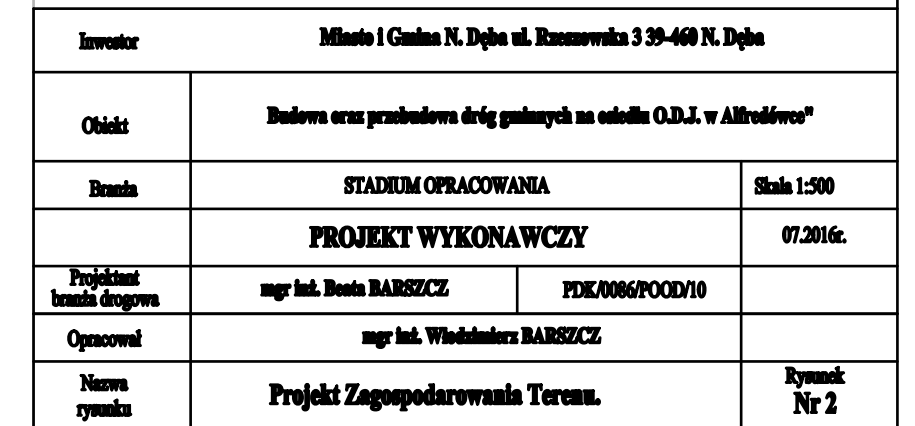 Inwestor
Miasto i Gmina N. Dęba ul. Rzeszowska 3 39-460 N. Dęba
Obiekt
Budowa oraz przebudowa dróg gminnych na osiedlu O.D.J. w Alfredówce"
Branża
STADIUM OPRACOWANIA
Skala 1:500
PROJEKT WYKONAWCZY
07.2016r.
Projektant
branża drogowa
mgr inż. Beata BARSZCZ
PDK/0086/POOD/10
Opracował
mgr inż. Włodzimierz BARSZCZ
Nazwa
rysunku
Projekt Zagospodarowania Terenu.
Rysunek
Nr 2